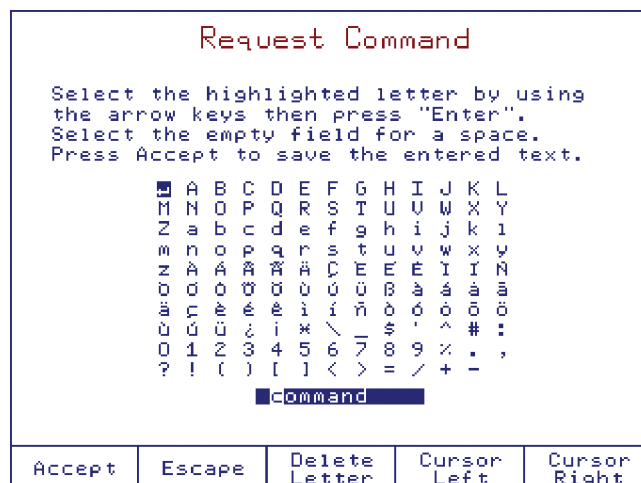 Request Command
Select the highlighted letter by using
the arrow keys then press "Enter".
Select the empty field for a space.
Press Accept to save the entered text.
↵ A B C D E F G H I J K L
M N O P Q R S T U V W X Y
Z a b c d e f g h i j k l
m n o p q r s t u v w x y
z À Á
Ñ
ß à á
ä ç è é ê ì í ñ ò ó
ö
ù ú ü ¿ ¡ \ _ $ ' ^ # :
0 1 2 3 4 5 6 7 8 9 % . ,
? ! ( ) [ ] < > = / + -
command
Accept
Escape
Delete
Letter
Cursor
Left
Cursor
Right